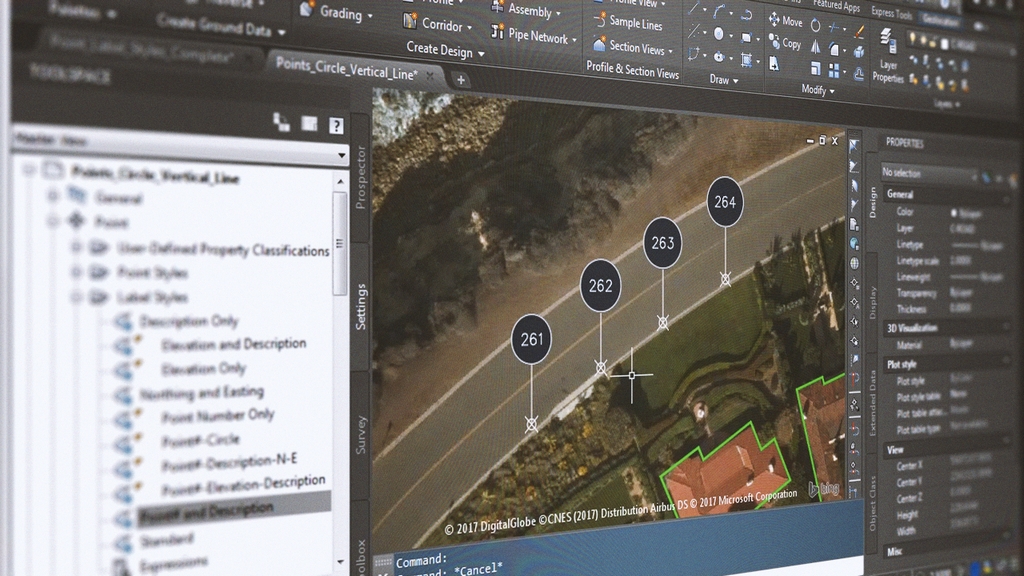 Palettes
Create Ground Data
Grading
Corridor
Create Design
Assembly
Pipe Network
Profile View
Sample Lines
Section Views
Profile & Section Views
Draw
Move
Copy
Modify
Featured Apps
Express Tools
Layer
Properties
Layers
Point_Label_Styles_Complete*
Points_Circle_Vertical_Line*
TOOLSPACE
Master View
Points_Circle_Vertical_Line
General
Point
User-Defined Property Classifications
Point Styles
Label Styles
Description Only
Elevation and Description
Elevation Only
Northing and Easting
Point Number Only
Point#-Circle
Point#-Description-N-E
Point#-Elevation-Description
Point# and Description
Standard
Expressions
Prospector
Settings
Survey
264
263
262
261
© 2017 DigitalGlobe ©CNES (2017) Distribution Airbus DS © 2017 Microsoft Corporation
bing
Command:
Command: *Cancel*
Design
Display
Extended Data
Object Class
PROPERTIES
No selection
General
Color
Layer
Linetype
Linetype scale
Lineweight
Transparency
Thickness
3D Visualization
Material
Plot style
Plot style
Plot style table
Plot table type
View
Center X
Center Y
Center Z
Height
Width
Misc